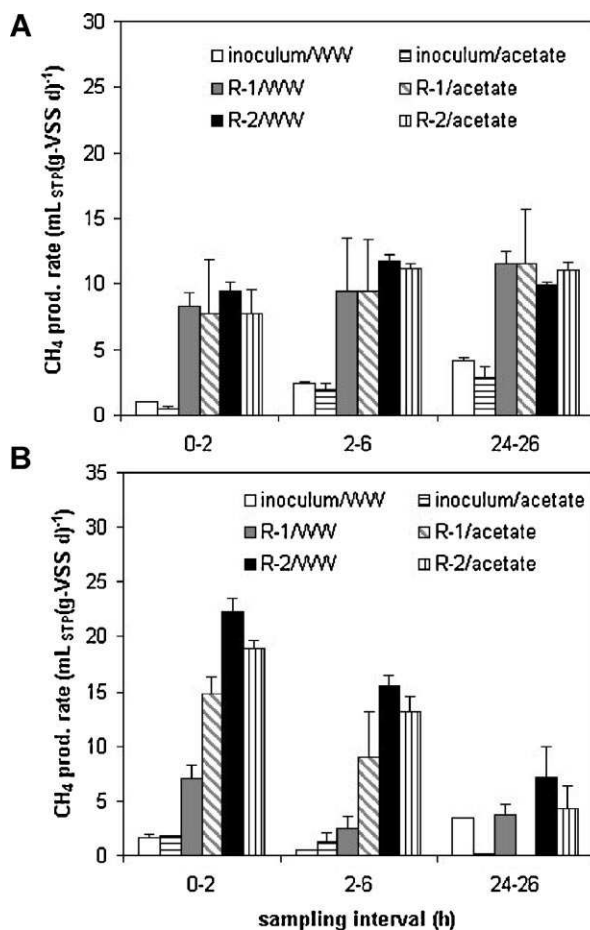 A
30
25
20
15
10
5
0
CH₄ prod. rate (mL STP(g-VSS d)⁻¹
inoculum/WW inoculum/acetate
R-1/WW R-1/acetate
R-2/WW R-2/acetate
0-2 2-6 24-26
B
35
30
25
20
15
10
5
0
CH₄ prod. rate (mL STP(g-VSS d)⁻¹
inoculum/WW inoculum/acetate
R-1/WW R-1/acetate
R-2/WW R-2/acetate
0-2 2-6 24-26
sampling interval (h)